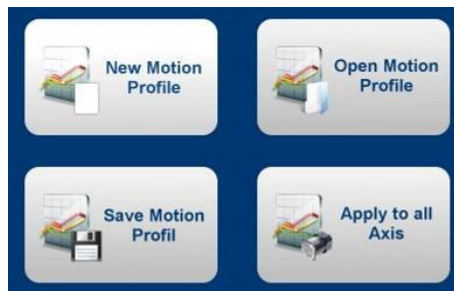 New Motion
Profile
Open Motion
Profile
Save Motion
Profil
Apply to all
Axis